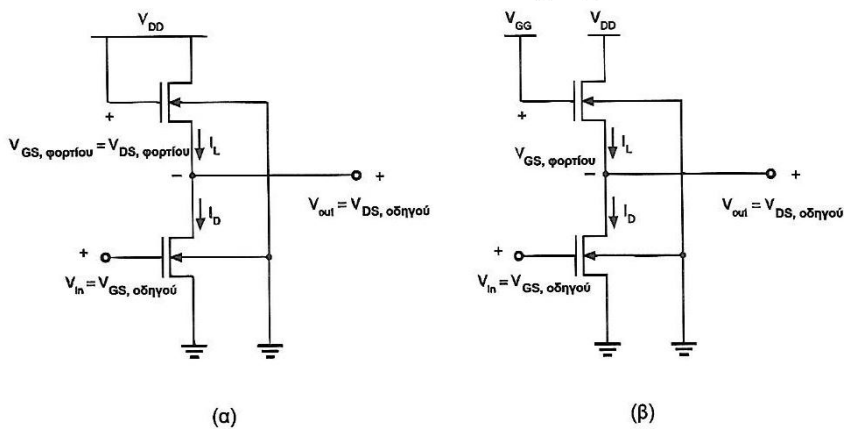 V_DD
+
V_GS, φορτίου = V_DS, φορτίου
I_L
−
+
V_out = V_DS, οδηγού
I_D
+
V_in = V_GS, οδηγού
(α)
V_GG
V_DD
+
V_GS, φορτίου
I_L
−
+
V_out = V_DS, οδηγού
I_D
+
V_in = V_GS, οδηγού
(β)